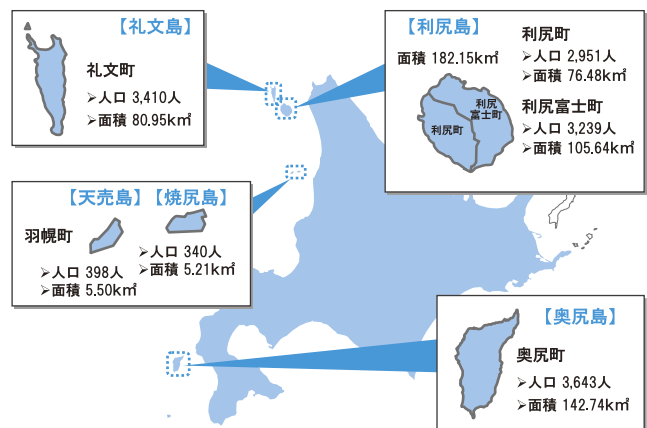 【礼文島】
礼文町
➢人口 3,410人
➢面積 80.95k㎡
【利尻島】
面積 182.15k㎡
利尻町
➢人口 2,951人
➢面積 76.48k㎡
利尻富士町
➢人口 3,239人
➢面積 105.64k㎡
利尻
富士町
利尻町
【天売島】【焼尻島】
羽幌町
➢人口 398人
➢面積 5.50k㎡
➢人口 340人
➢面積 5.21k㎡
【奥尻島】
奥尻町
➢人口 3,643人
➢面積 142.74k㎡